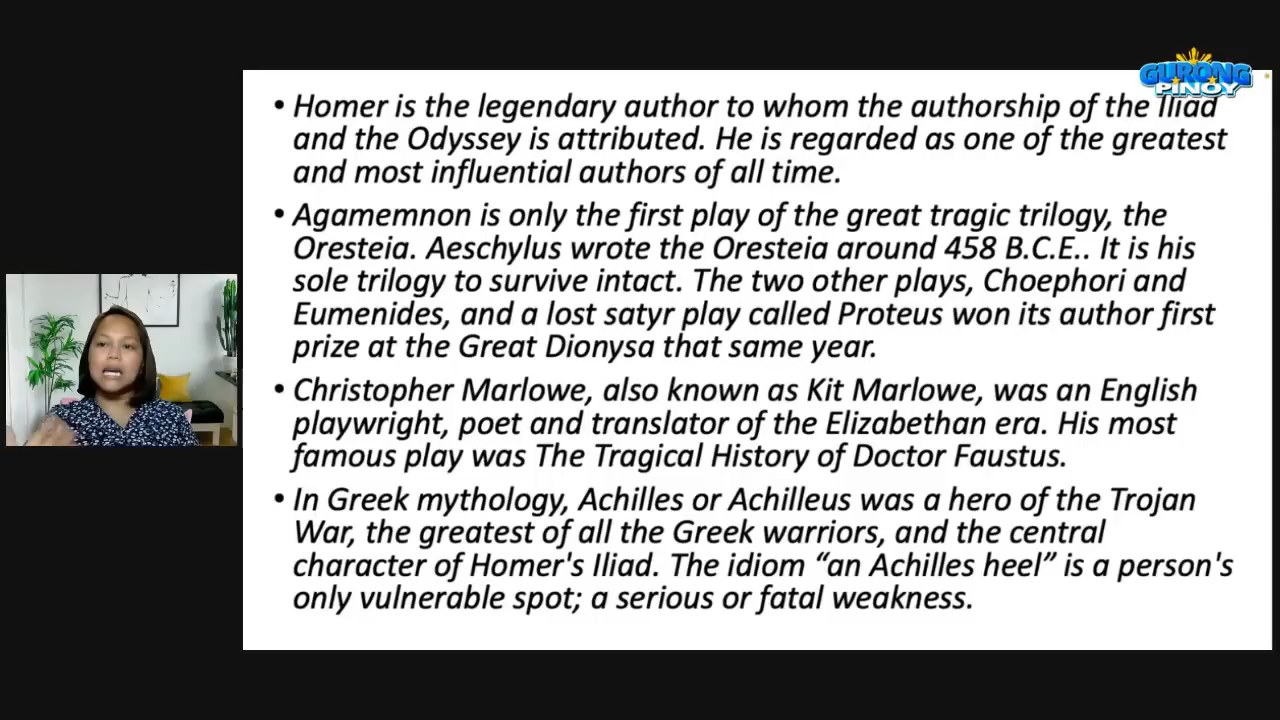 GURONG
PINOY
• Homer is the legendary author to whom the authorship of the Iliad
and the Odyssey is attributed. He is regarded as one of the greatest
and most influential authors of all time.
• Agamemnon is only the first play of the great tragic trilogy, the
Oresteia. Aeschylus wrote the Oresteia around 458 B.C.E.. It is his
sole trilogy to survive intact. The two other plays, Choephori and
Eumenides, and a lost satyr play called Proteus won its author first
prize at the Great Dionysa that same year.
• Christopher Marlowe, also known as Kit Marlowe, was an English
playwright, poet and translator of the Elizabethan era. His most
famous play was The Tragical History of Doctor Faustus.
• In Greek mythology, Achilles or Achilleus was a hero of the Trojan
War, the greatest of all the Greek warriors, and the central
character of Homer's Iliad. The idiom “an Achilles heel” is a person's
only vulnerable spot; a serious or fatal weakness.